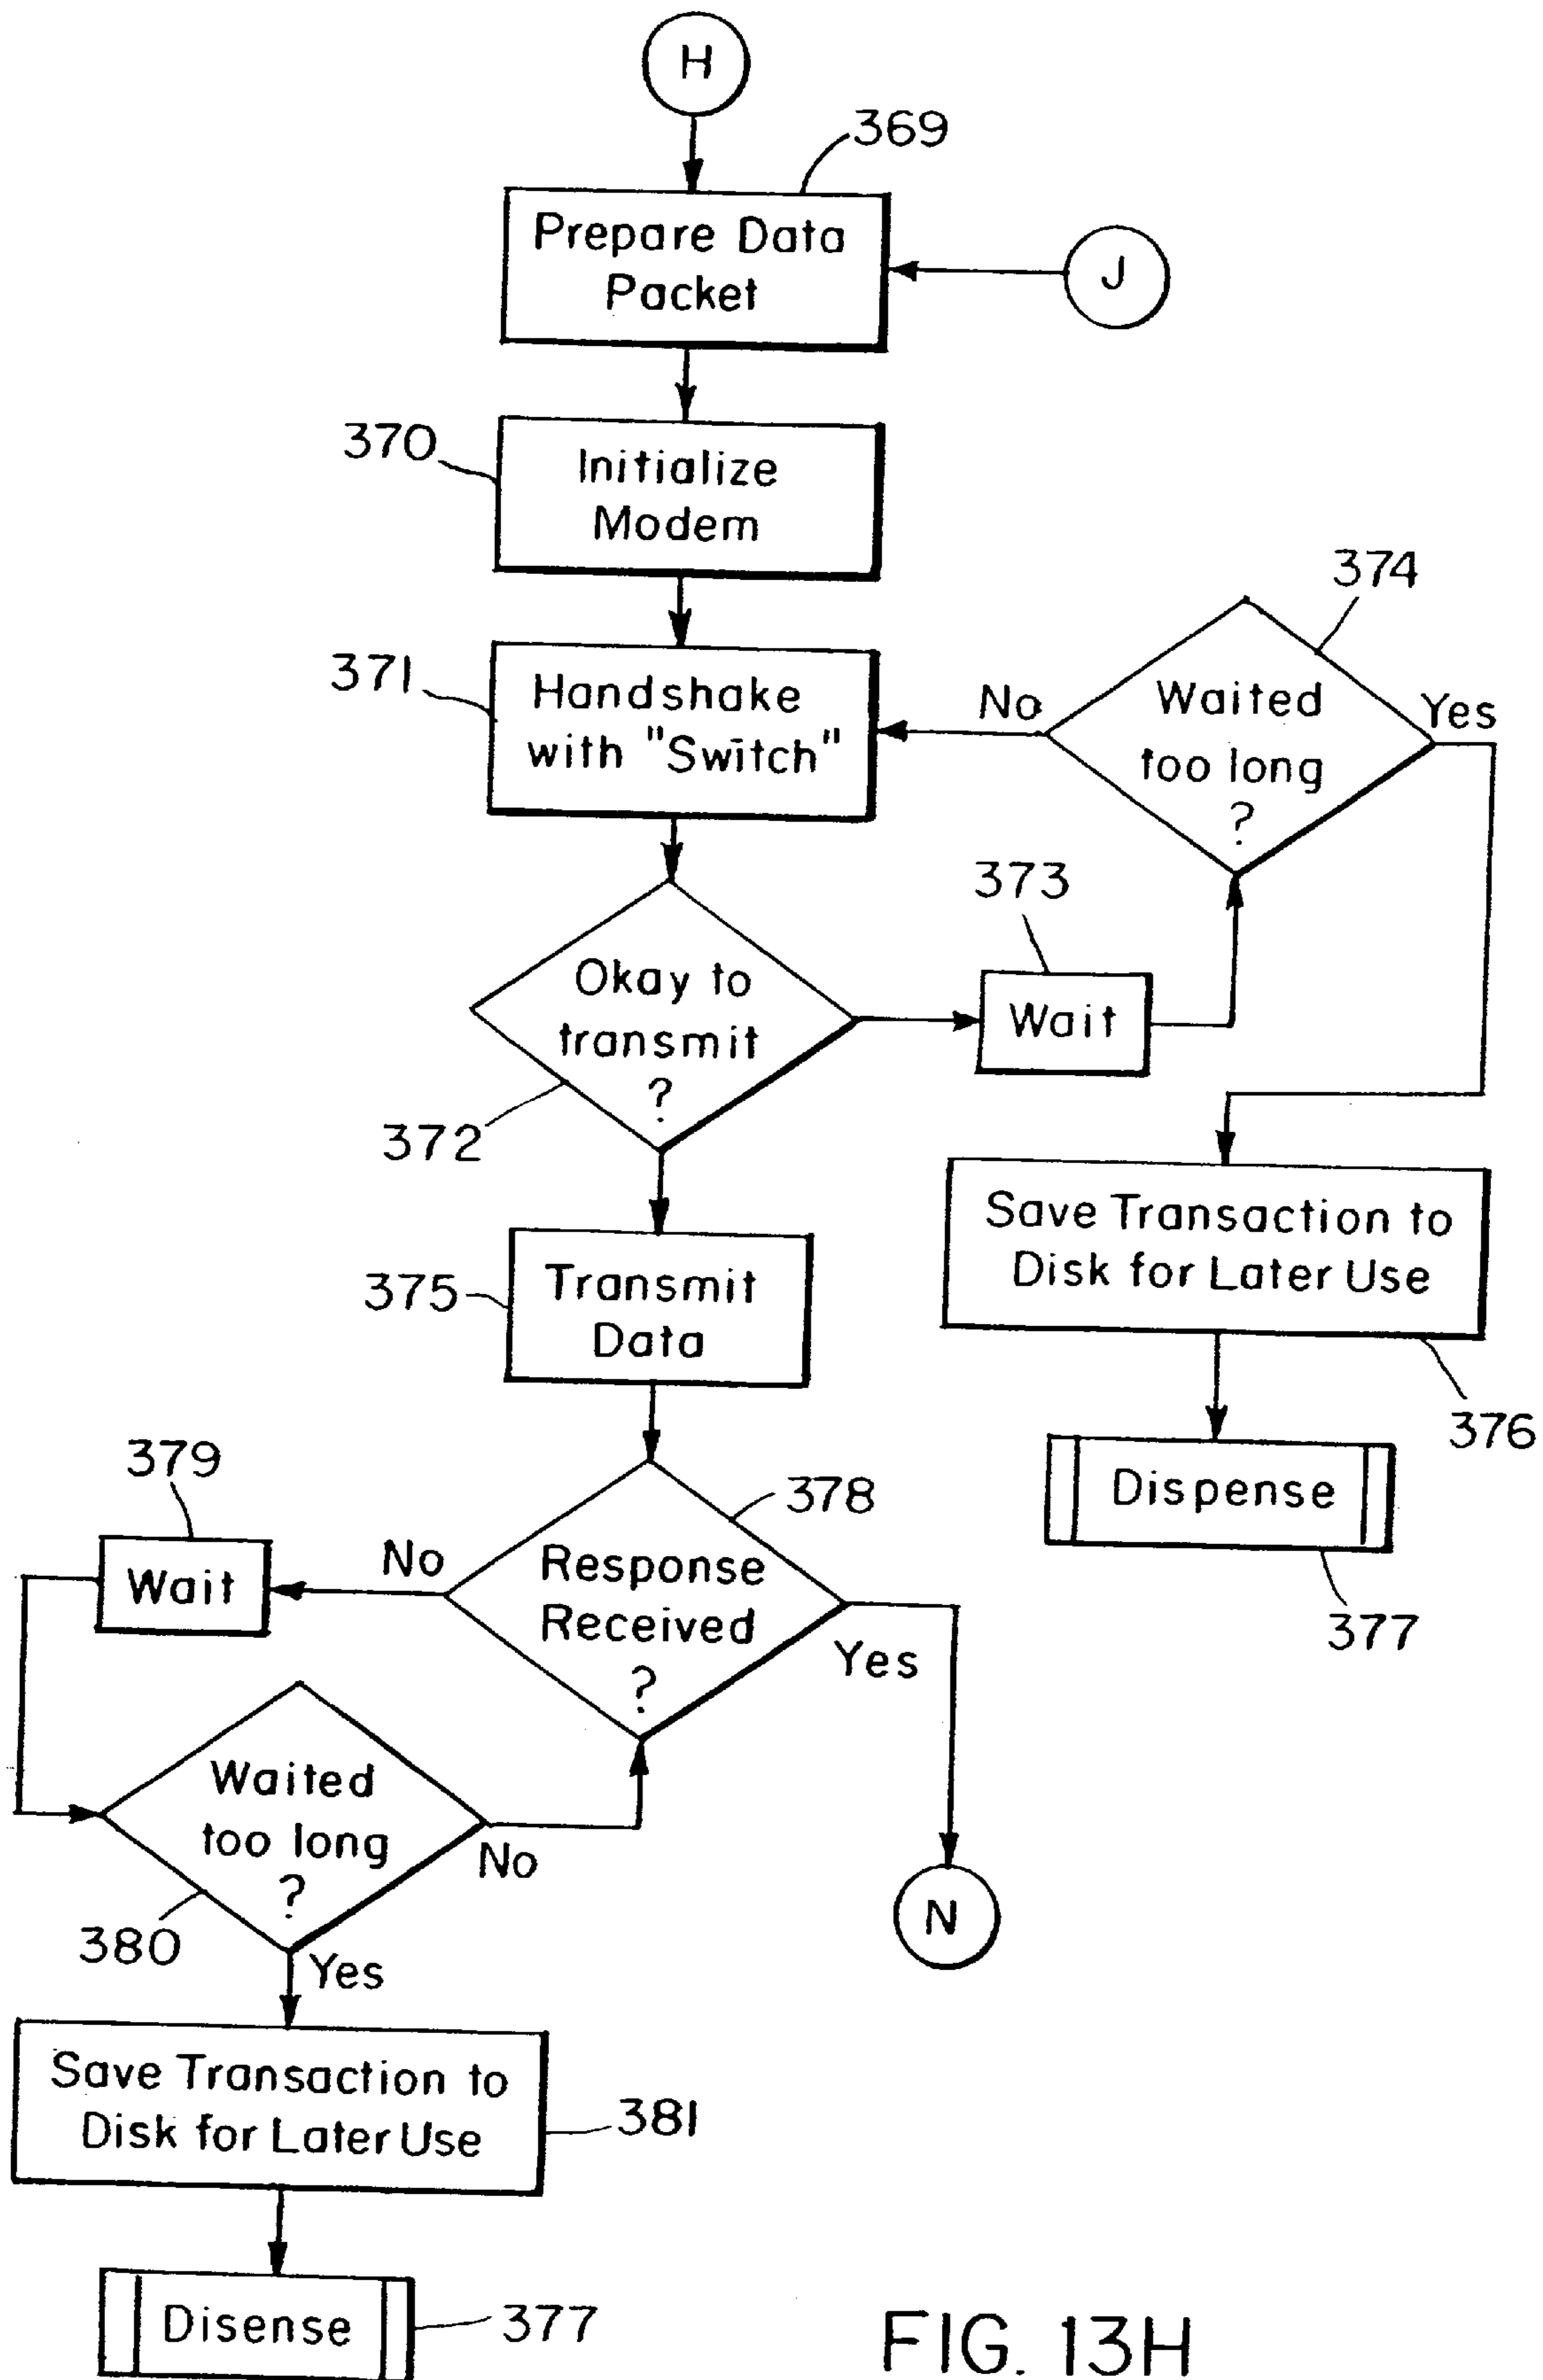 H
369
Prepare Data
Packet
J
370
Initialize
Modem
374
371
Handshake
with "Switch"
No
Waited
too long
?
Yes
373
Okay to
transmit
?
Wait
372
Save Transaction to
Disk for Later Use
375
Transmit
Data
376
379
378
Dispense
Wait
No
Response
Received
?
Yes
377
Waited
too long
?
No
380
Yes
N
Save Transaction to
Disk for Later Use
381
Disense
377
FIG. 13H